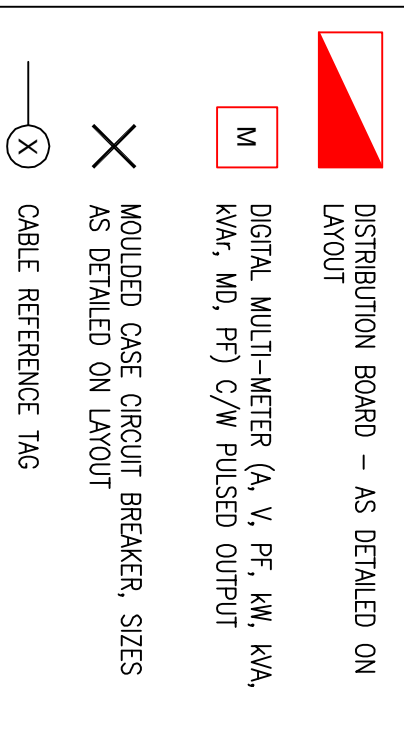 DISTRIBUTION BOARD - AS DETAILED ON
LAYOUT
M
DIGITAL MULTI-METER (A, V, PF, kW, kVA,
kVAr, MD, PF) C/W PULSED OUTPUT
MOULDED CASE CIRCUIT BREAKER, SIZES
AS DETAILED ON LAYOUT
X
CABLE REFERENCE TAG